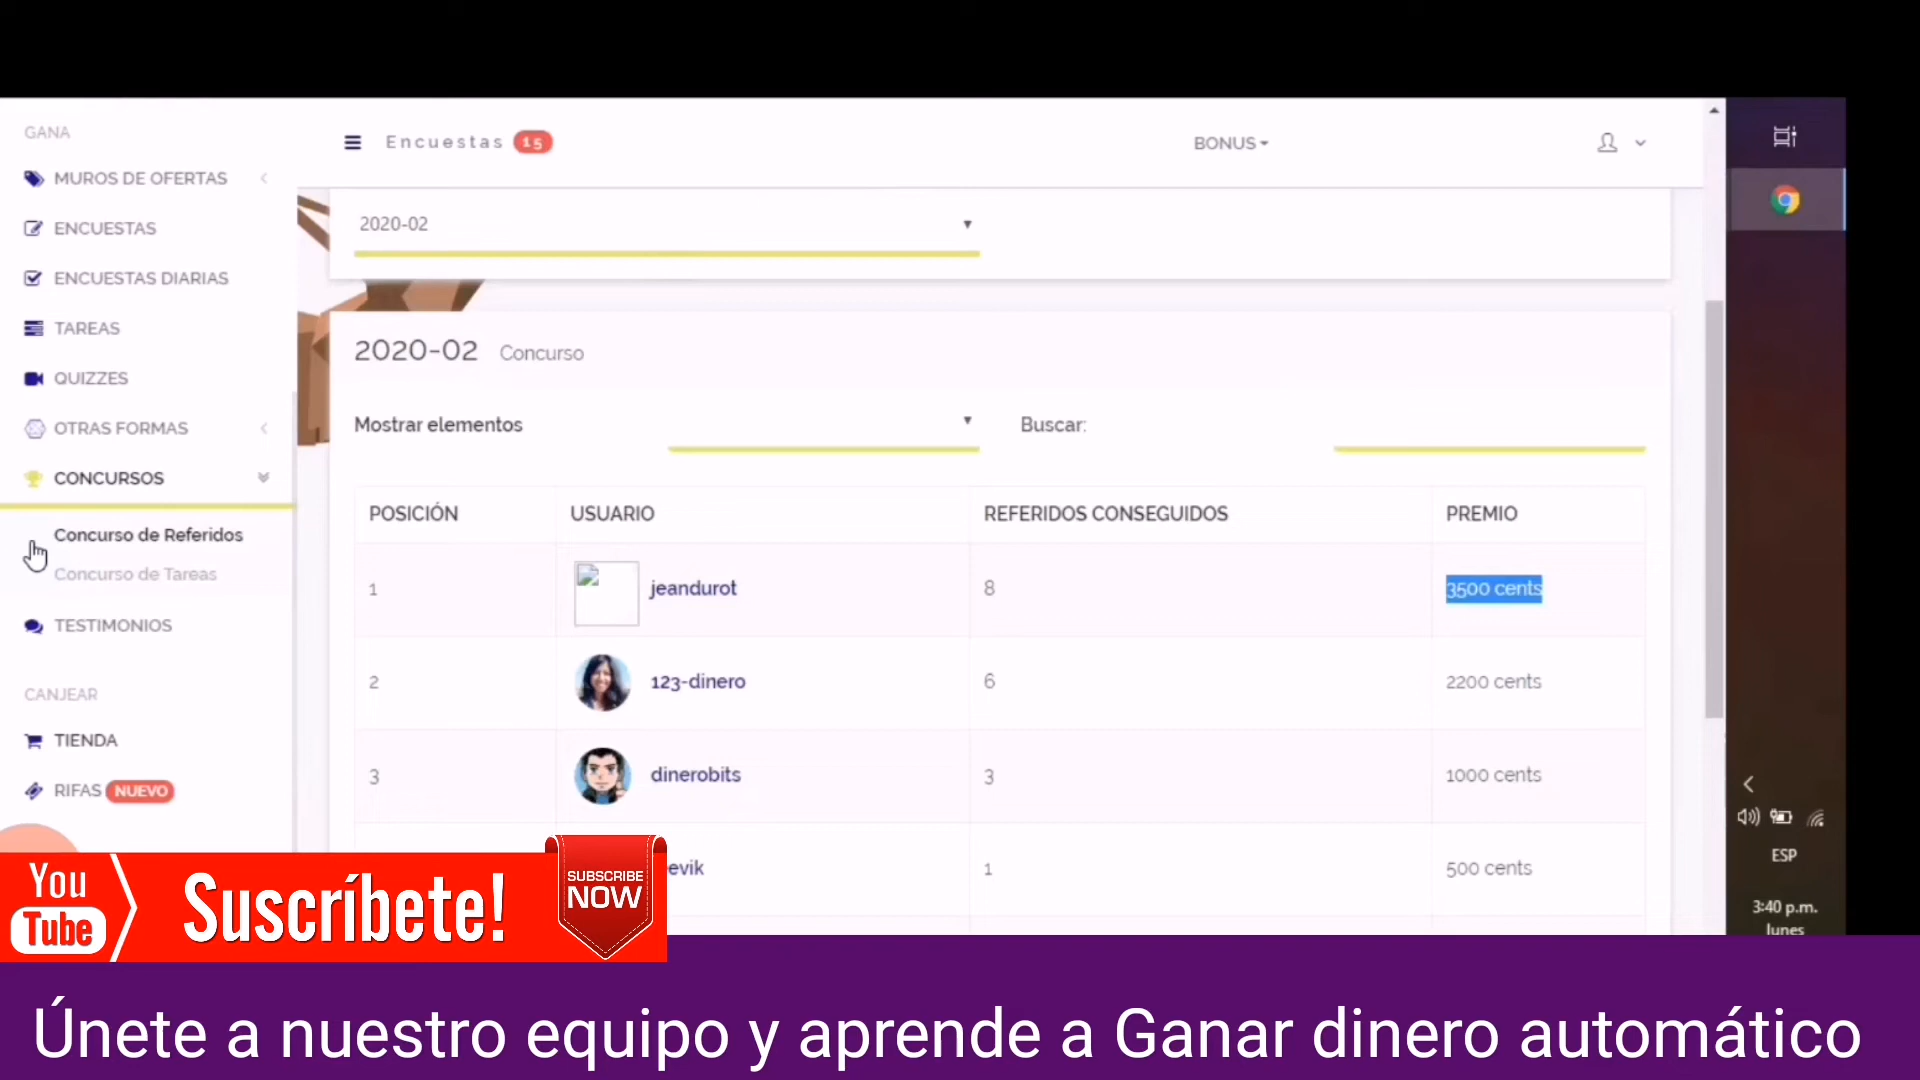 GANA
MUROS DE OFERTAS
ENCUESTAS
ENCUESTAS DIARIAS
TAREAS
QUIZZES
OTRAS FORMAS
CONCURSOS
Concurso de Referidos
Concurso de Tareas
TESTIMONIOS
CANJEAR
TIENDA
RIFAS NUEVO
Encuestas 15
BONUS
2020-02
2020-02 Concurso
Mostrar elementos
Buscar:
POSICIÓN USUARIO REFERIDOS CONSEGUIDOS PREMIO
1 jeandurot 8 3500 cents
2 123-dinero 6 2200 cents
3 dinerobits 3 1000 cents
1 500 cents
ESP
3:40 p.m.
lunes
You Tube
Suscríbete!
SUBSCRIBE
NOW
Únete a nuestro equipo y aprende a Ganar dinero automático